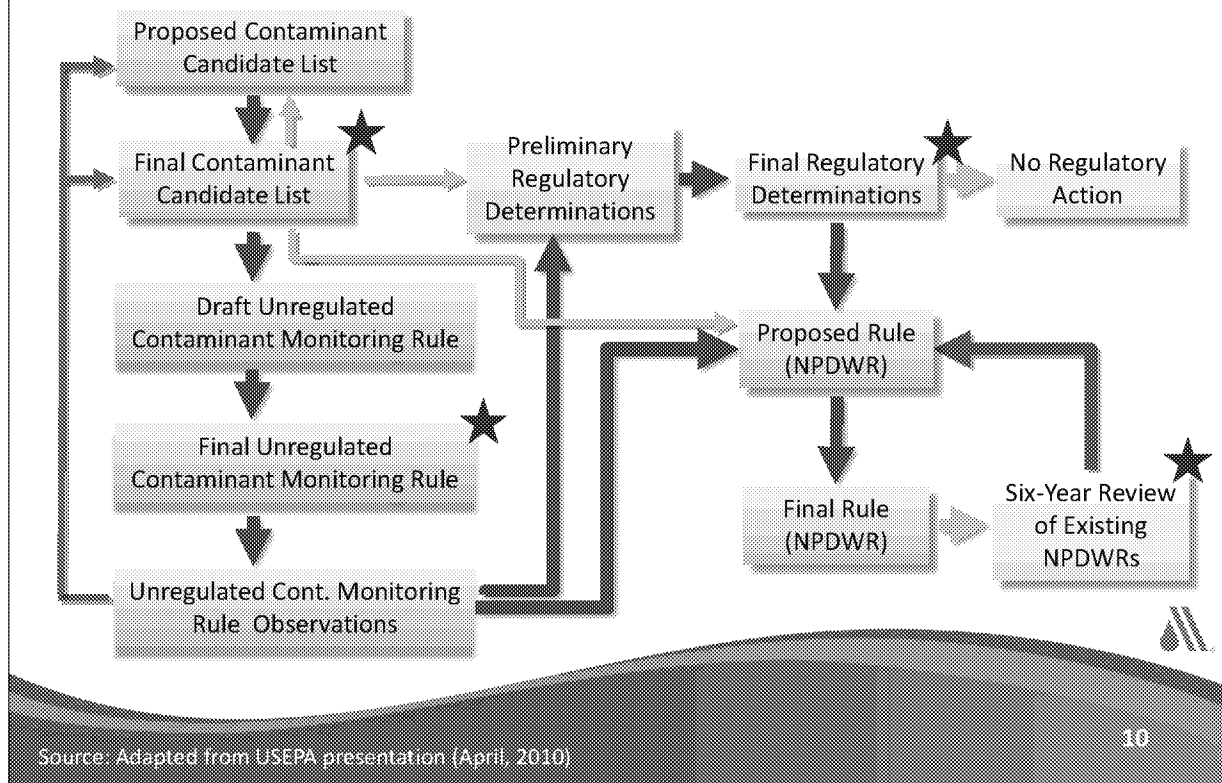 Proposed Contaminant
Candidate List
Final Contaminant
Candidate List
Preliminary
Regulatory
Determinations
Final Regulatory
Determinations
No Regulatory
Action
Draft Unregulated
Contaminant Monitoring Rule
Proposed Rule
(NPDWR)
Final Unregulated
Contaminant Monitoring Rule
Final Rule
(NPDWR)
Six-Year Review
of Existing
NPDWRs
Unregulated Cont. Monitoring
Rule Observations
Source: Adapted from USEPA presentation (April, 2010)
10